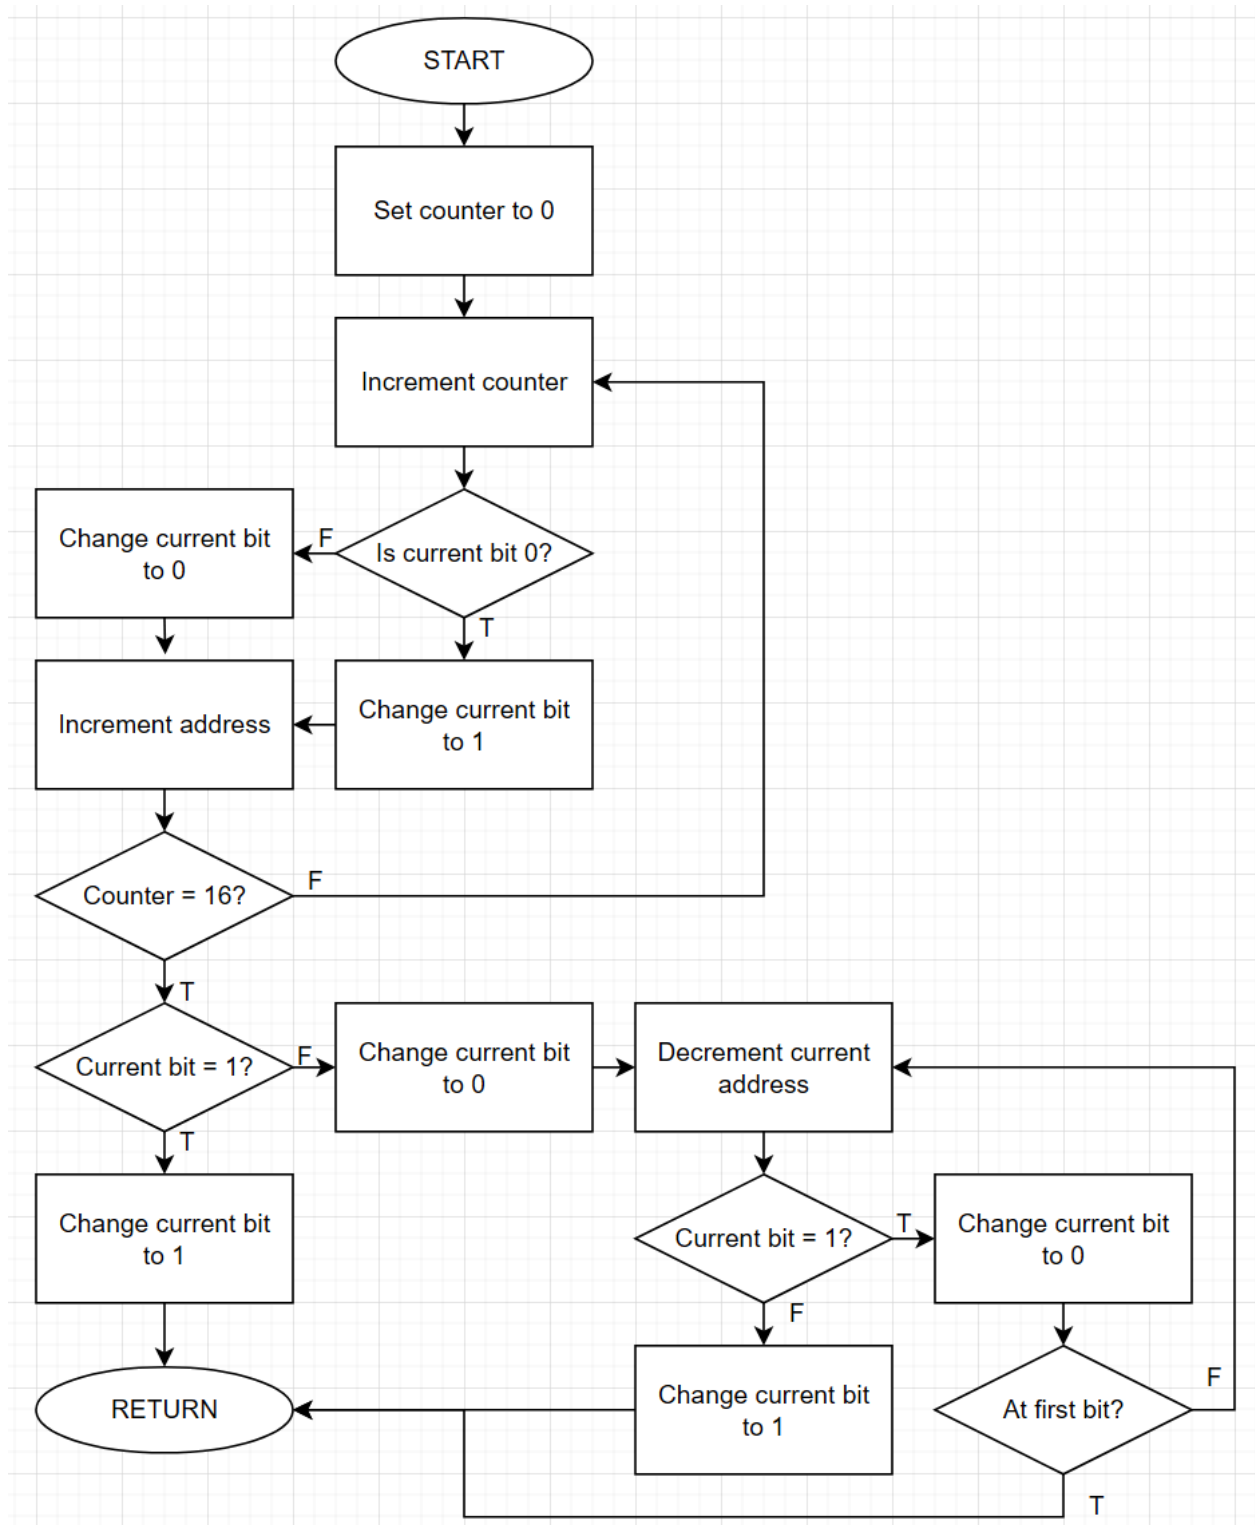 START
Set counter to 0
Increment counter
Is current bit 0?
F
T
Change current bit
to 0
Change current bit
to 1
Increment address
Counter = 16?
F
T
Current bit = 1?
F
T
Change current bit
to 0
Decrement current
address
Change current bit
to 1
Current bit = 1?
T
F
Change current bit
to 0
RETURN
Change current bit
to 1
At first bit?
F
T